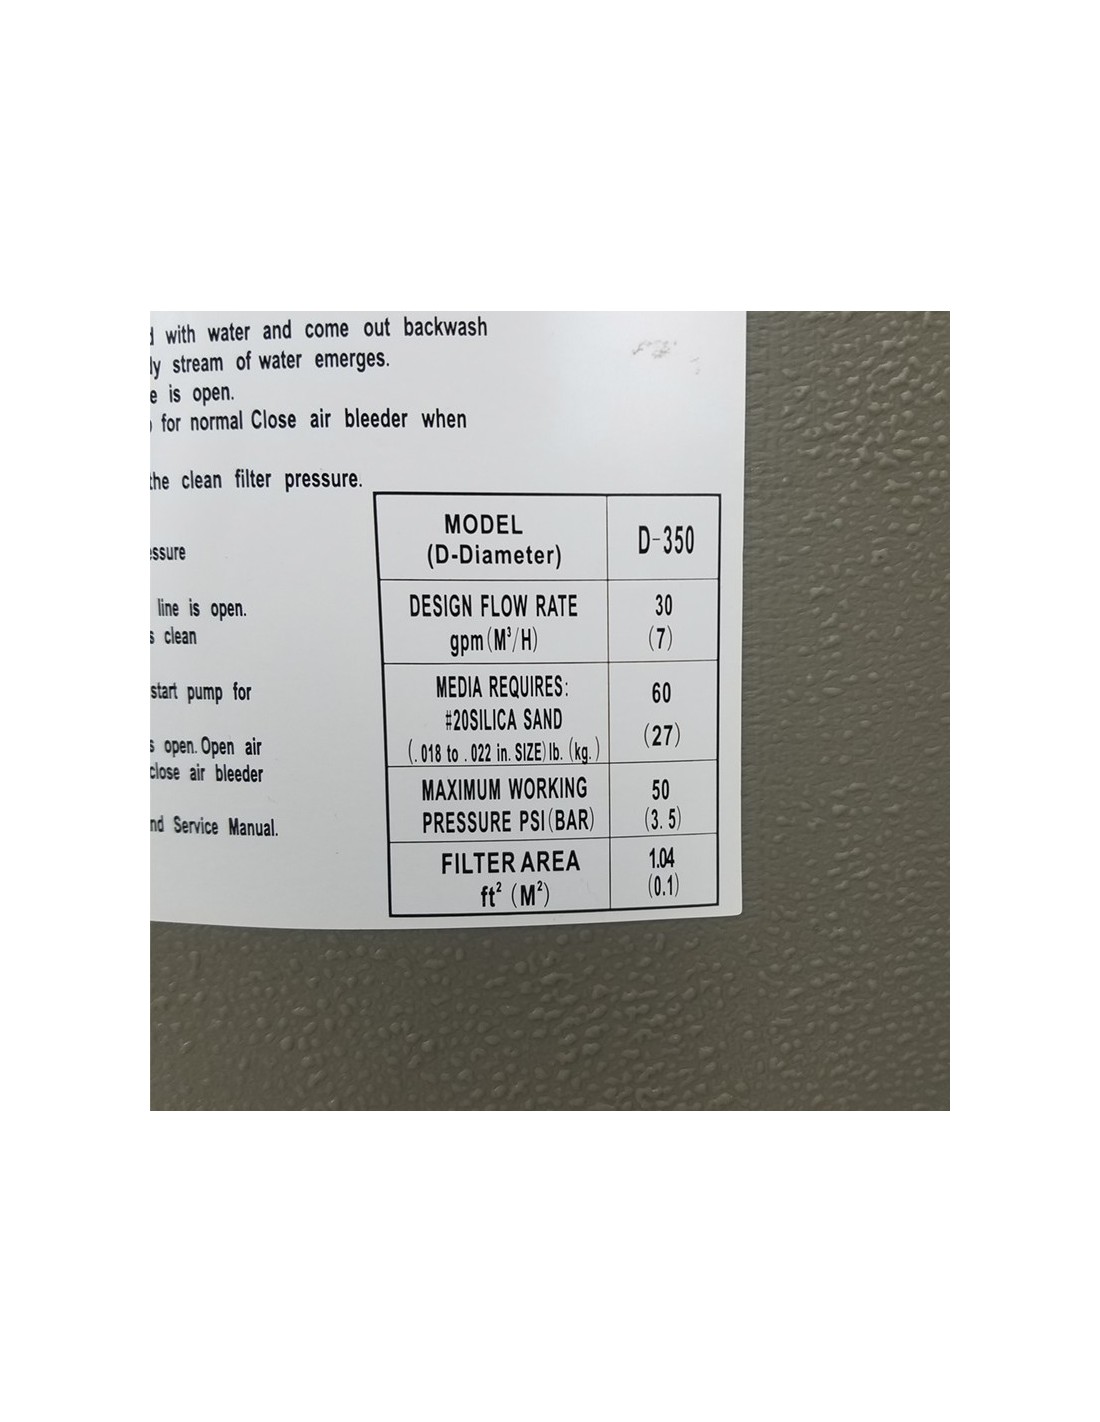 with water and come out backwash
stream of water emerges.
is open.
for normal Close air bleeder when
the clean filter pressure.
line is open.
clean
start pump for
open. Open air
close air bleeder
Service Manual.
MODEL
(D-Diameter)
D-350
DESIGN FLOW RATE
gpm (M³/H)
30
(7)
MEDIA REQUIRES:
#20SILICA SAND
(.018 to .022 in. SIZE) lb. (kg.)
60
(27)
MAXIMUM WORKING
PRESSURE PSI (BAR)
50
(3.5)
FILTER AREA
ft² (M²)
1.04
(0.1)